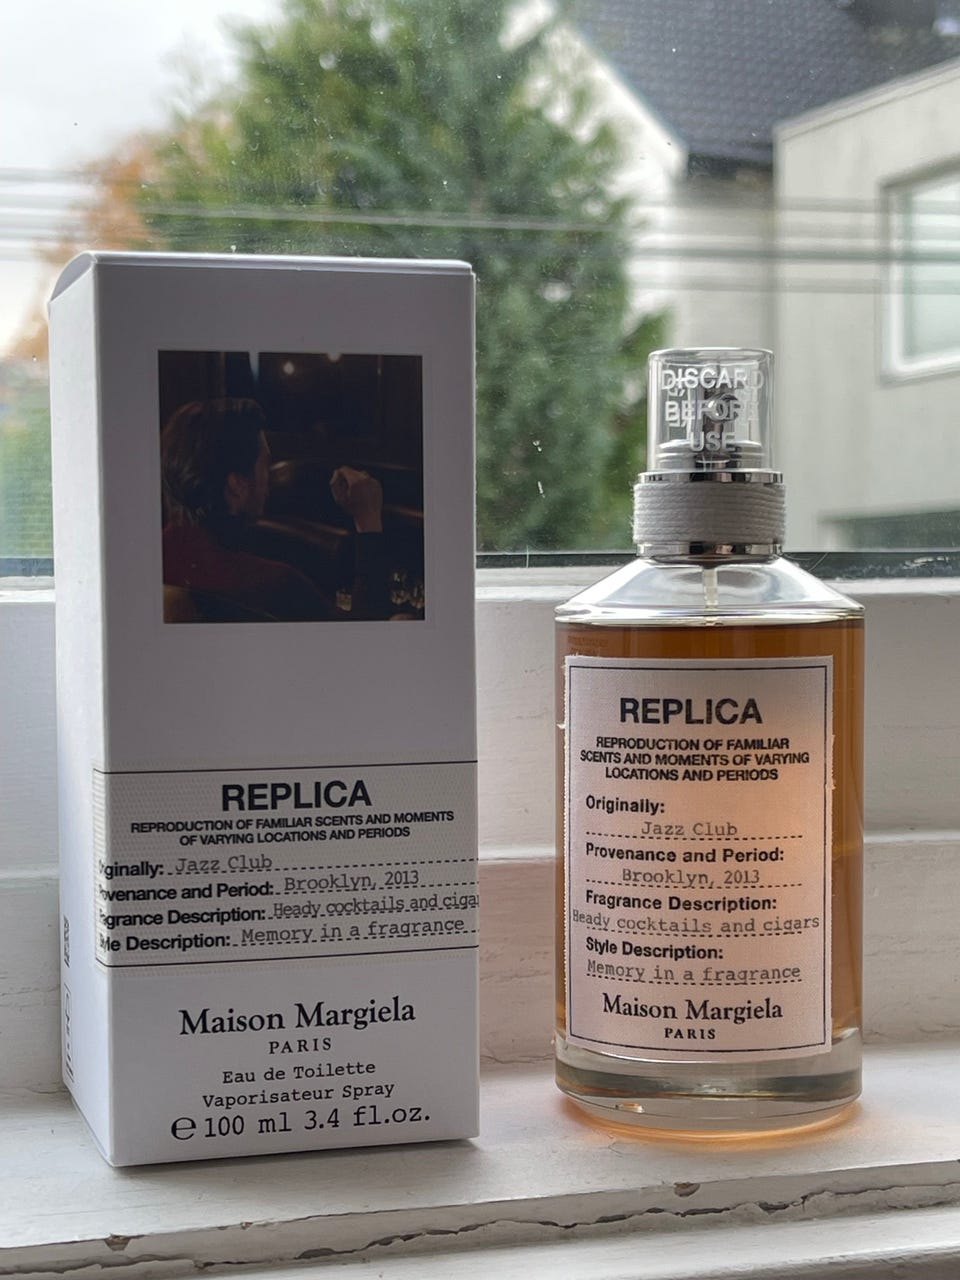 REPLICA
REPRODUCTION OF FAMILIAR SCENTS AND MOMENTS
OF VARYING LOCATIONS AND PERIODS
Originally: Jazz Club
Provenance and Period: Brooklyn, 2013
Fragrance Description: Heady cocktails and cigar
Style Description: Memory in a fragrance
Maison Margiela
PARIS
Eau de Toilette
Vaporisateur Spray
℮ 100 ml 3.4 fl.oz.
DISCARD
BEFORE
USE
REPLICA
REPRODUCTION OF FAMILIAR
SCENTS AND MOMENTS OF VARYING
LOCATIONS AND PERIODS
Originally:
Jazz Club
Provenance and Period:
Brooklyn, 2013
Fragrance Description:
Heady cocktails and cigars
Style Description:
Memory in a fragrance
Maison Margiela
PARIS